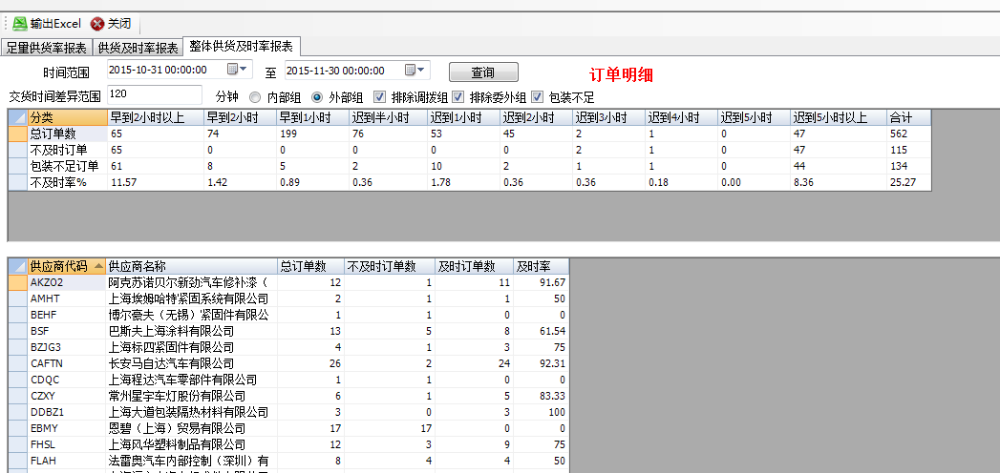 输出Excel 关闭
足量供货率报表 供货及时率报表 整体供货及时率报表
时间范围 2015-10-31 00:00:00 至 2015-11-30 00:00:00 查询 订单明细
交货时间差异范围 120 分钟 内部组 外部组 排除调拨组 排除委外组 包装不足
分类 早到2小时以上 早到2小时 早到1小时 迟到半小时 迟到1小时 迟到2小时 迟到3小时 迟到4小时 迟到5小时 迟到5小时以上 合计
总订单数 65 74 199 76 53 45 2 1 0 47 562
不及时订单 65 0 0 0 0 0 2 1 0 47 115
包装不足订单 61 8 5 2 10 2 1 1 0 44 134
不及时率% 11.57 1.42 0.89 0.36 1.78 0.36 0.36 0.18 0.00 8.36 25.27
供应商代码 供应商名称 总订单数 不及时订单数 及时订单数 及时率
AKZO2 阿克苏诺贝尔新劲汽车修补漆（ 12 1 11 91.67
AMHT 上海埃姆哈特紧固系统有限公司 2 1 1 50
BEHF 博尔豪夫（无锡）紧固件有限公 1 1 0 0
BSF 巴斯夫上海涂料有限公司 13 5 8 61.54
BZJG3 上海标四紧固件有限公司 4 1 3 75
CAFTN 长安马自达汽车有限公司 26 2 24 92.31
CDQC 上海程达汽车零部件有限公司 1 1 0 0
CZXY 常州星宇车灯股份有限公司 6 1 5 83.33
DDBZ1 上海大道包装隔热材料有限公司 3 0 3 100
EBMY 恩碧（上海）贸易有限公司 17 17 0 0
FHSL 上海风华塑料制品有限公司 12 3 9 75
FLAH 法雷奥汽车内部控制（深圳）有 8 4 4 50